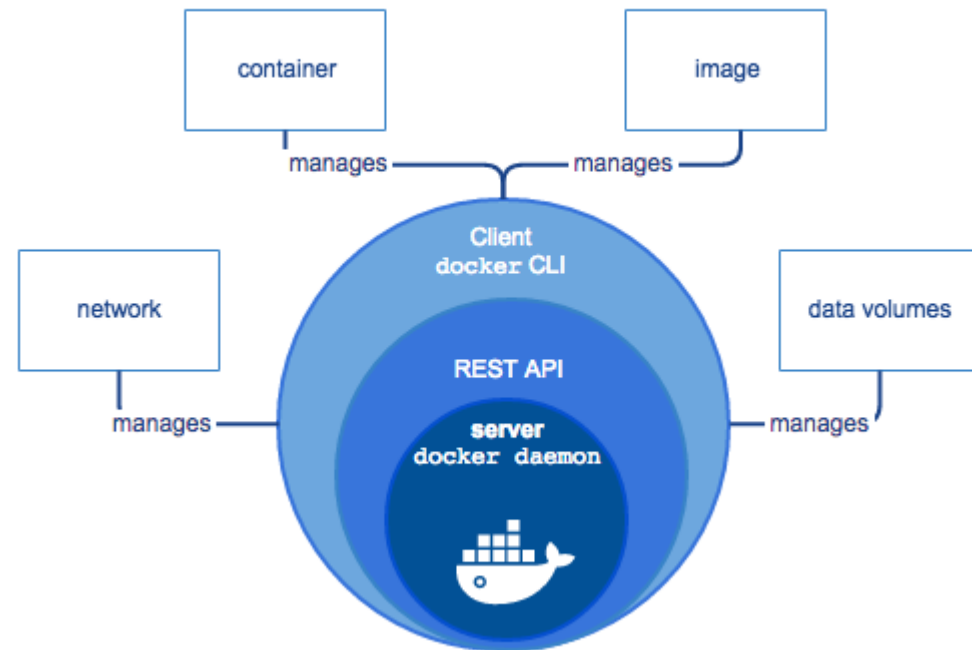 container
image
manages
manages
Client
docker CLI
network
data volumes
REST API
manages
manages
server
docker daemon